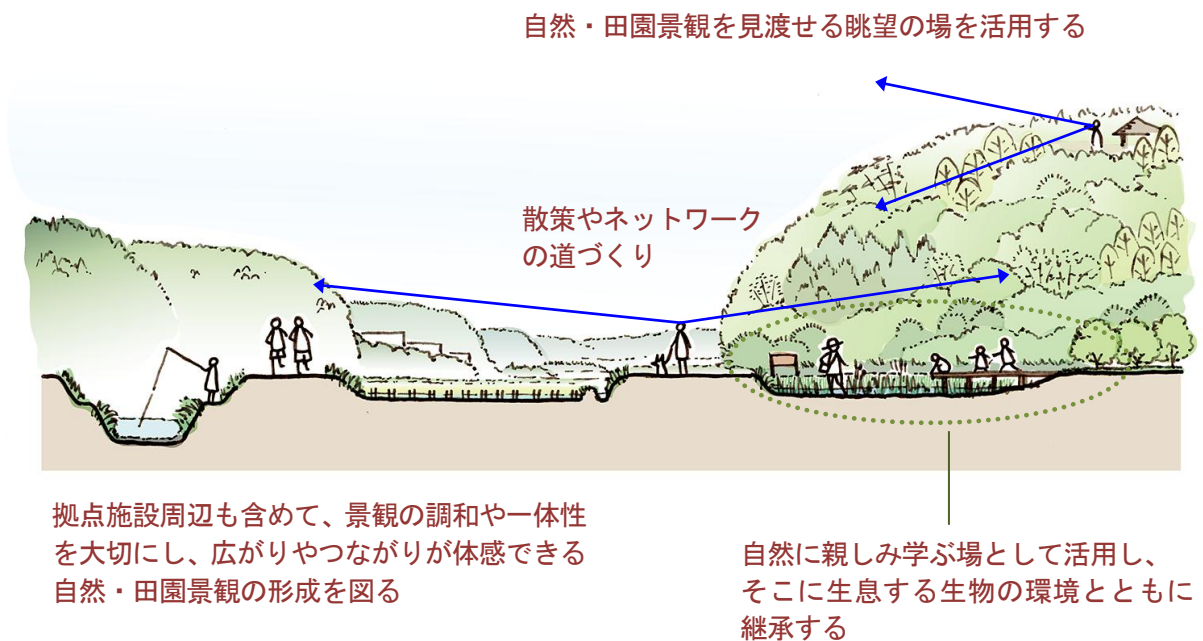 自然・田園景観を見渡せる眺望の場を活用する
散策やネットワーク
の道づくり
拠点施設周辺も含めて、景観の調和や一体性
を大切にし、広がりやつながりが体感できる
自然・田園景観の形成を図る
自然に親しみ学ぶ場として活用し、
そこに生息する生物の環境とともに
継承する